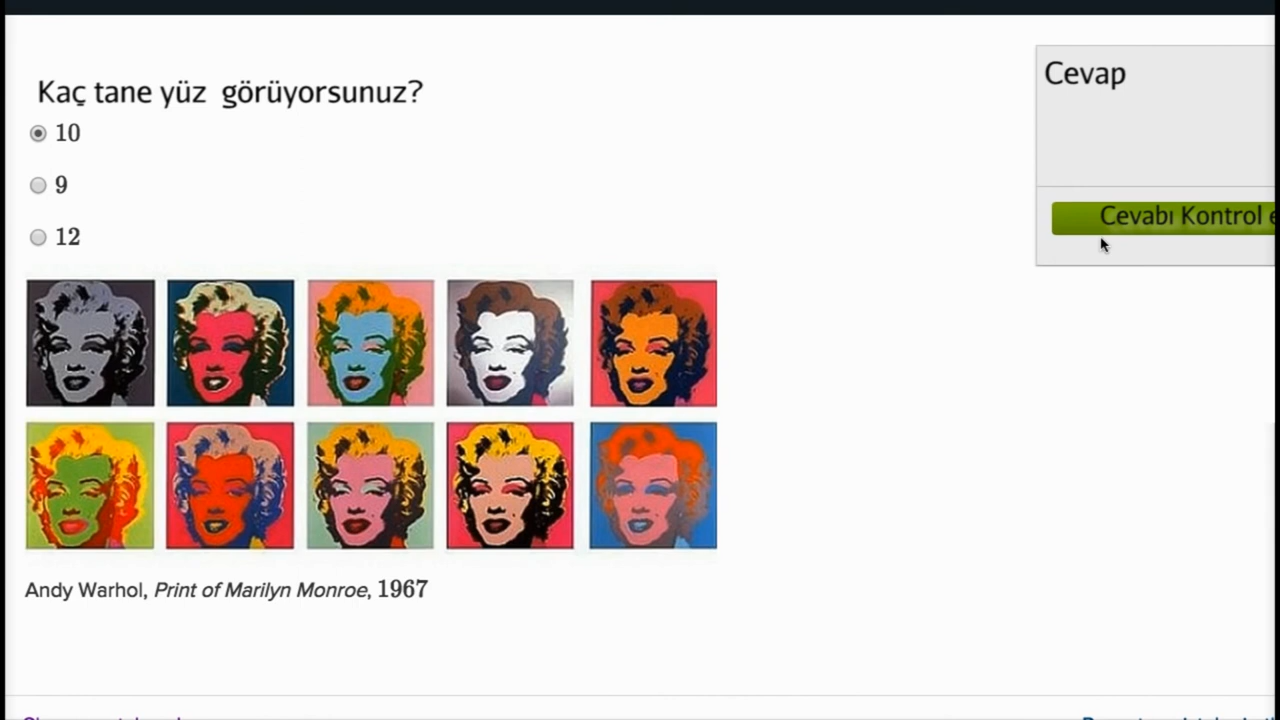 Kaç tane yüz görüyorsunuz?
10
9
12
Cevap
Cevabı Kontrol
Andy Warhol, Print of Marilyn Monroe, 1967